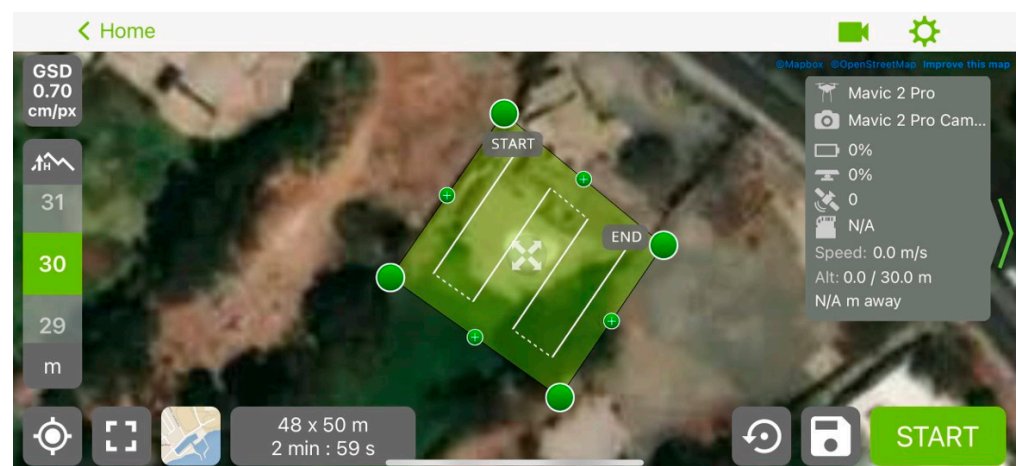 Home
©Mapbox ©OpenStreetMap Improve this map
GSD
0.70
cm/px
H
31
30
29
m
START
END
Mavic 2 Pro
Mavic 2 Pro Cam...
0%
0%
0
N/A
Speed: 0.0 m/s
Alt: 0.0 / 30.0 m
N/A m away
48 x 50 m
2 min : 59 s
START